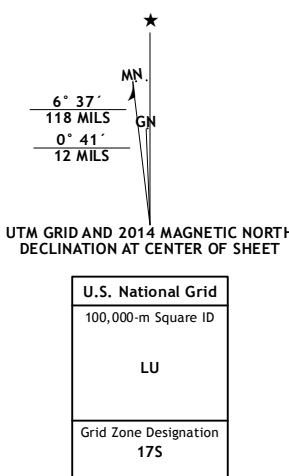 MN
6° 37´
118 MILS
GN
0° 41´
12 MILS
UTM GRID AND 2014 MAGNETIC NORTH
DECLINATION AT CENTER OF SHEET
U.S. National Grid
100,000-m Square ID
LU
Grid Zone Designation
17S